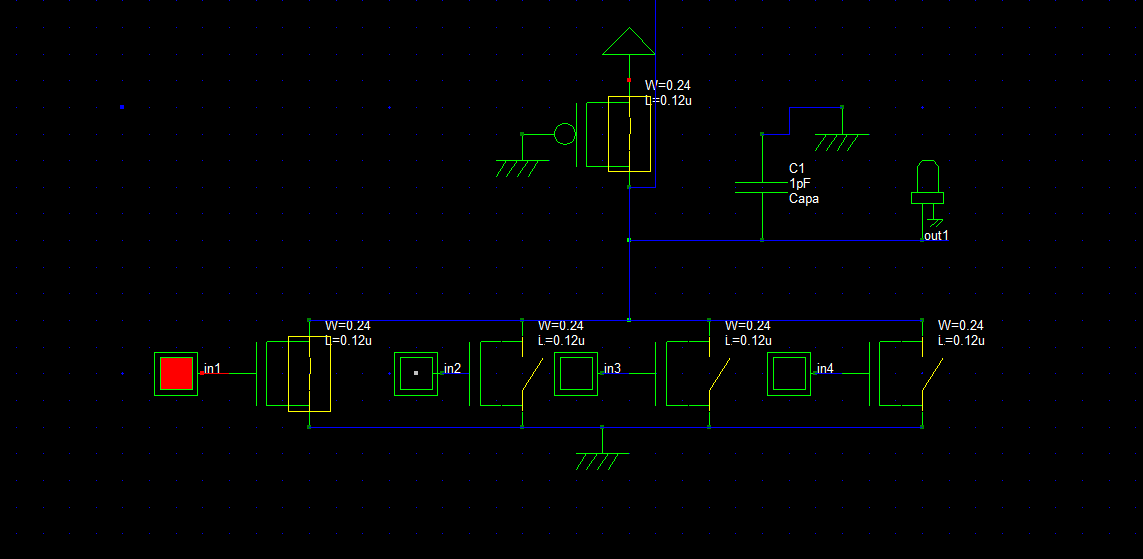 W=0.24
L=0.12u
C1
1pF
Capa
out1
W=0.24
L=0.12u
W=0.24
L=0.12u
W=0.24
L=0.12u
W=0.24
L=0.12u
in1
in2
in3
in4